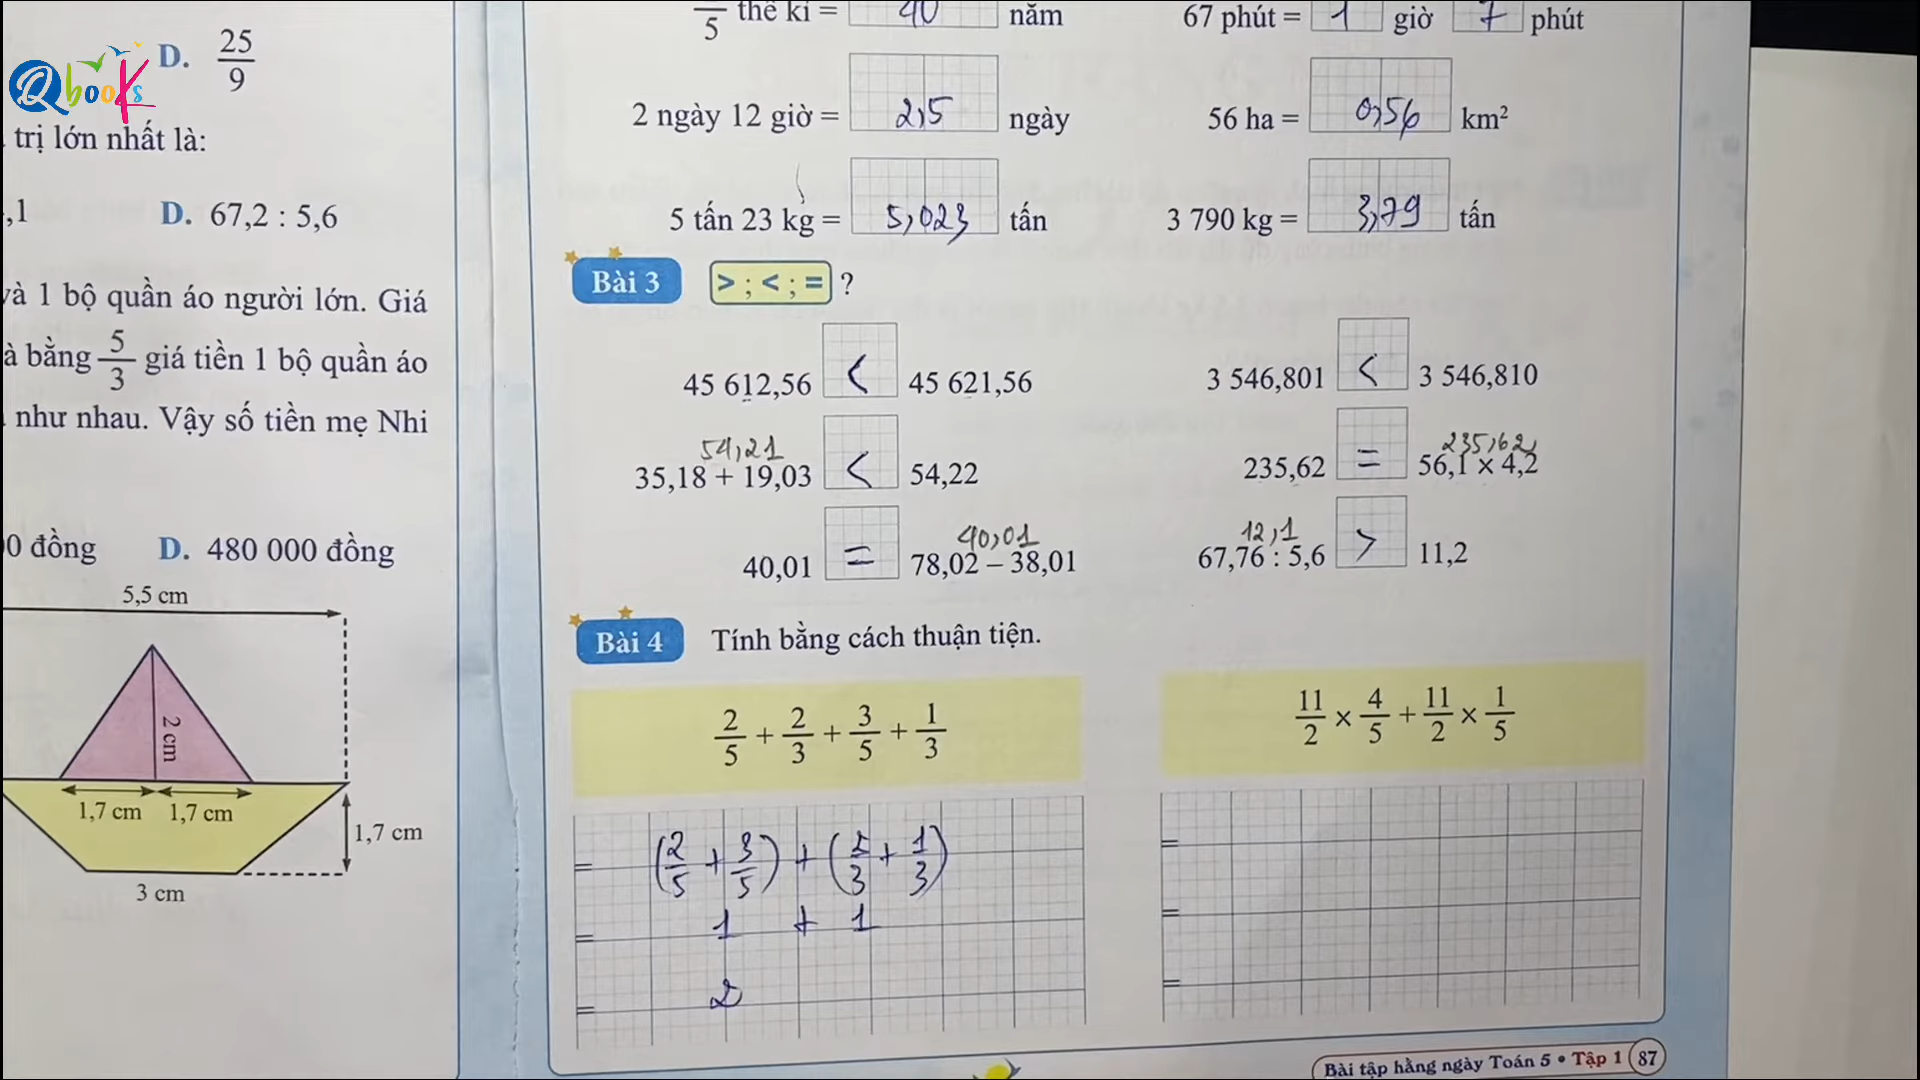 Qbooks
D. 25/9
trị lớn nhất là:
,1 D. 67,2 : 5,6
và 1 bộ quần áo người lớn. Giá
à bằng 5/3 giá tiền 1 bộ quần áo
như nhau. Vậy số tiền mẹ Nhi
0 đồng D. 480 000 đồng
5,5 cm
2 cm
1,7 cm 1,7 cm
1,7 cm
3 cm
5 thế kỉ = 40 năm 67 phút = 1 giờ 7 phút
2 ngày 12 giờ = 2,5 ngày 56 ha = 0,56 km²
5 tấn 23 kg = 5,023 tấn 3 790 kg = 3,79 tấn
Bài 3 > ; < ; = ?
45 612,56 < 45 621,56 3 546,801 < 3 546,810
54,21 235,62
35,18 + 19,03 < 54,22 235,62 = 56,1 × 4,2
40,01 12,1
40,01 = 78,02 – 38,01 67,76 : 5,6 > 11,2
Bài 4 Tính bằng cách thuận tiện.
2/5 + 2/3 + 3/5 + 1/3 11/2 × 4/5 + 11/2 × 1/5
= (2/5 + 3/5) + (2/3 + 1/3) =
= 1 + 1 =
= 2 =
Bài tập hằng ngày Toán 5 • Tập 1 87